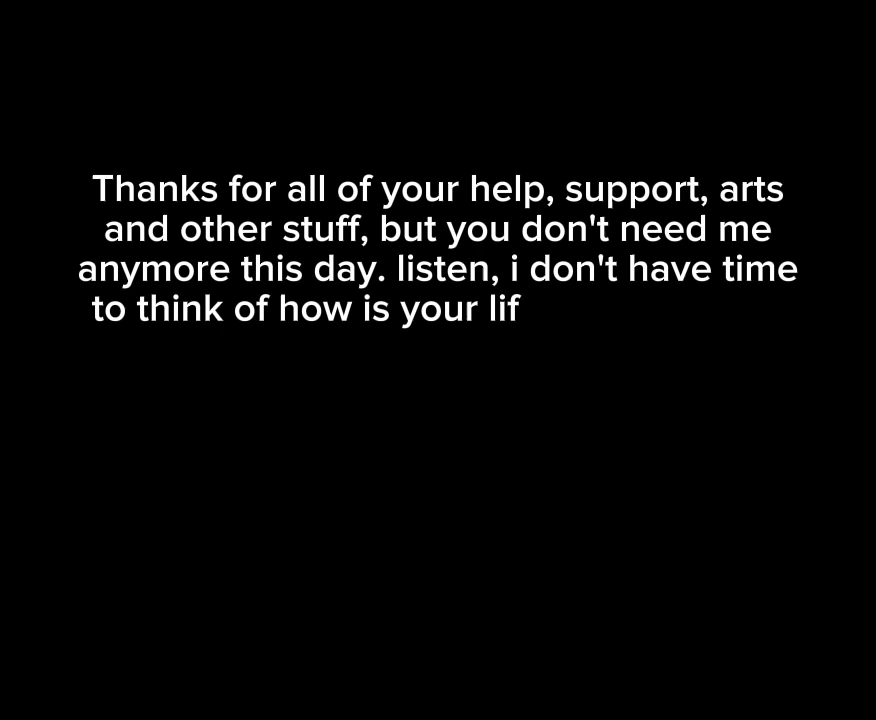 Thanks for all of your help, support, arts
and other stuff, but you don't need me
anymore this day. listen, i don't have time
to think of how is your lif